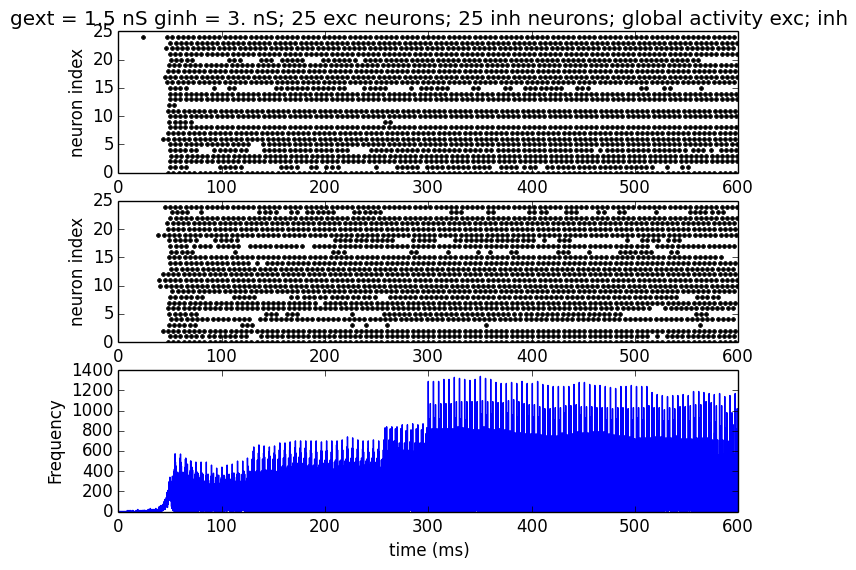 gext = 1.5 nS ginh = 3. nS; 25 exc neurons; 25 inh neurons; global activity exc; inh
25
20
15
10
5
0
neuron index
0 100 200 300 400 500 600
25
20
15
10
5
0
neuron index
0 100 200 300 400 500 600
1400
1200
1000
800
600
400
200
0
Frequency
0 100 200 300 400 500 600
time (ms)